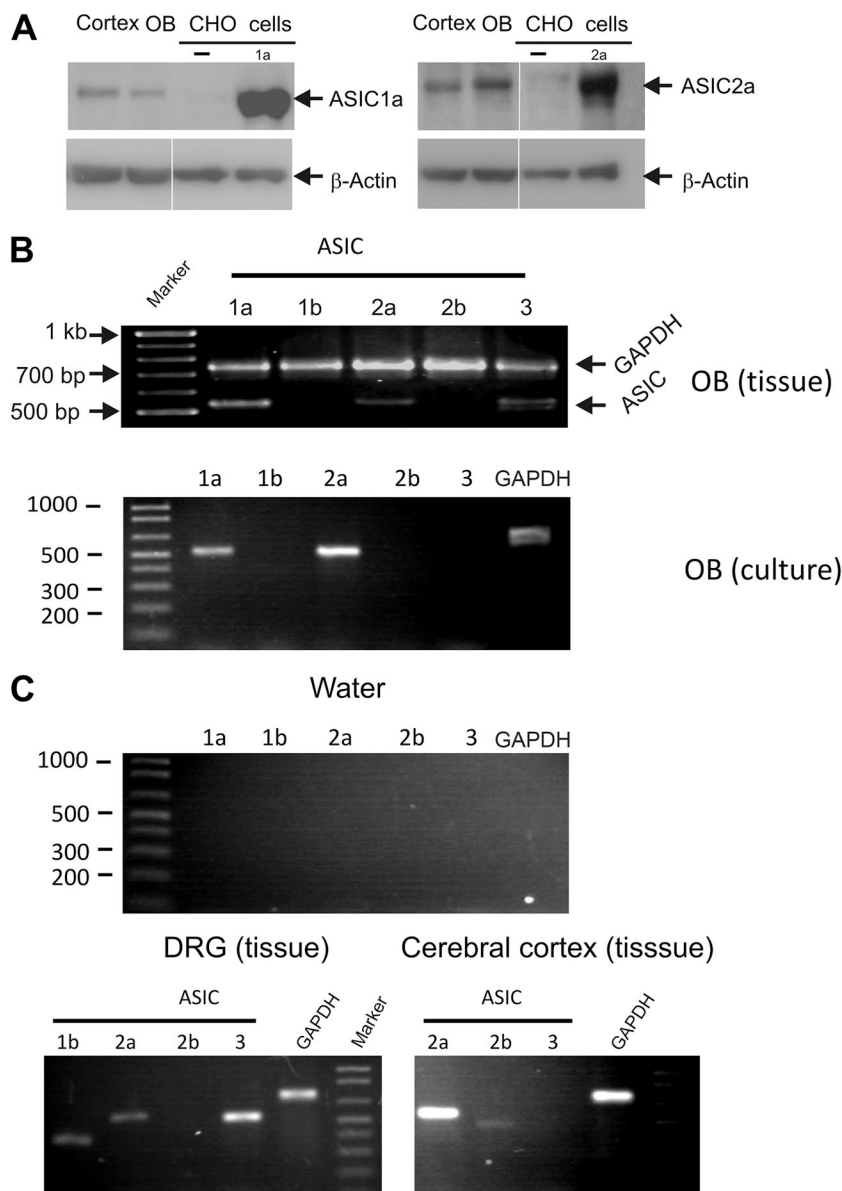 A
Cortex OB CHO cells
– 1a
ASIC1a
β-Actin
Cortex OB CHO cells
– 2a
ASIC2a
β-Actin
B
ASIC
Marker 1a 1b 2a 2b 3
1 kb
700 bp
500 bp
GAPDH
ASIC
OB (tissue)
1a 1b 2a 2b 3 GAPDH
1000
500
300
200
OB (culture)
C
Water
1a 1b 2a 2b 3 GAPDH
1000
500
300
200
DRG (tissue)
ASIC
1b 2a 2b 3 GAPDH Marker
Cerebral cortex (tisssue)
ASIC
2a 2b 3 GAPDH